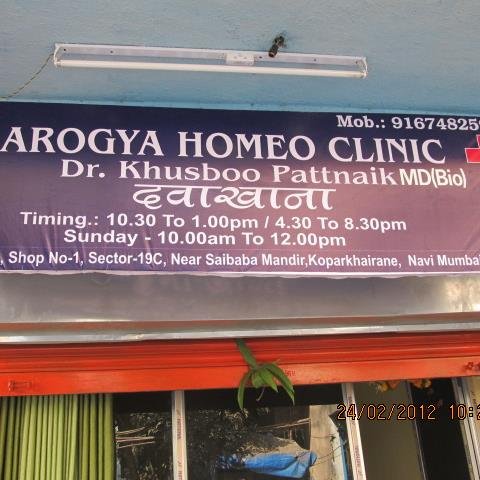 Mob.: 91674825
AROGYA HOMEO CLINIC
Dr. Khusboo Pattnaik MD(Bio)
दवाखाना
Timing.: 10.30 To 1.00pm / 4.30 To 8.30pm
Sunday - 10.00am To 12.00pm
, Shop No-1, Sector-19C, Near Saibaba Mandir,Koparkhairane, Navi Mumbai
24/02/2012 10:2